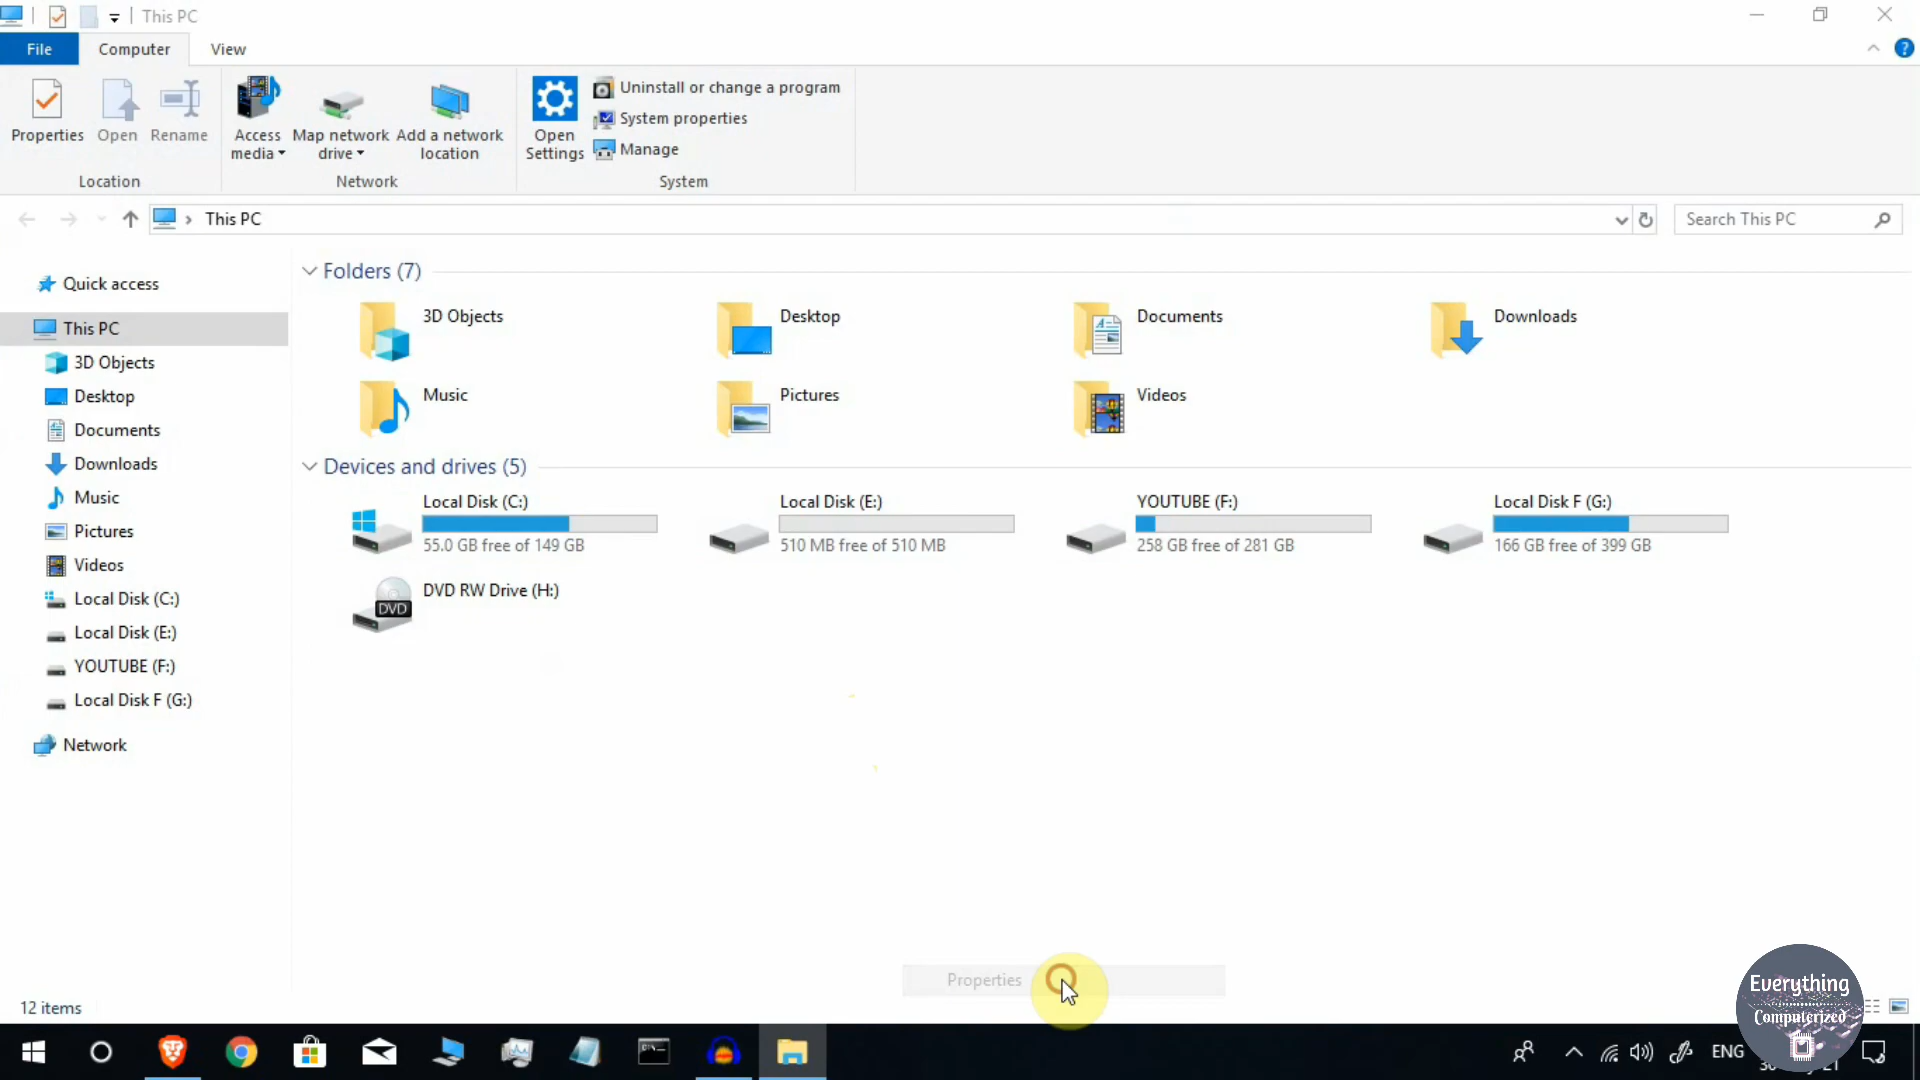 This PC
File
Computer
View
Properties
Open
Rename
Access media
Map network drive
Add a network location
Open Settings
Uninstall or change a program
System properties
Manage
Location
Network
System
This PC
Search This PC
Quick access
This PC
3D Objects
Desktop
Documents
Downloads
Music
Pictures
Videos
Local Disk (C:)
Local Disk (E:)
YOUTUBE (F:)
Local Disk F (G:)
Network
Folders (7)
3D Objects
Desktop
Documents
Downloads
Music
Pictures
Videos
Devices and drives (5)
Local Disk (C:)
55.0 GB free of 149 GB
Local Disk (E:)
510 MB free of 510 MB
YOUTUBE (F:)
258 GB free of 281 GB
Local Disk F (G:)
166 GB free of 399 GB
DVD
DVD RW Drive (H:)
Properties
12 items
Everything
Computerized
ENG